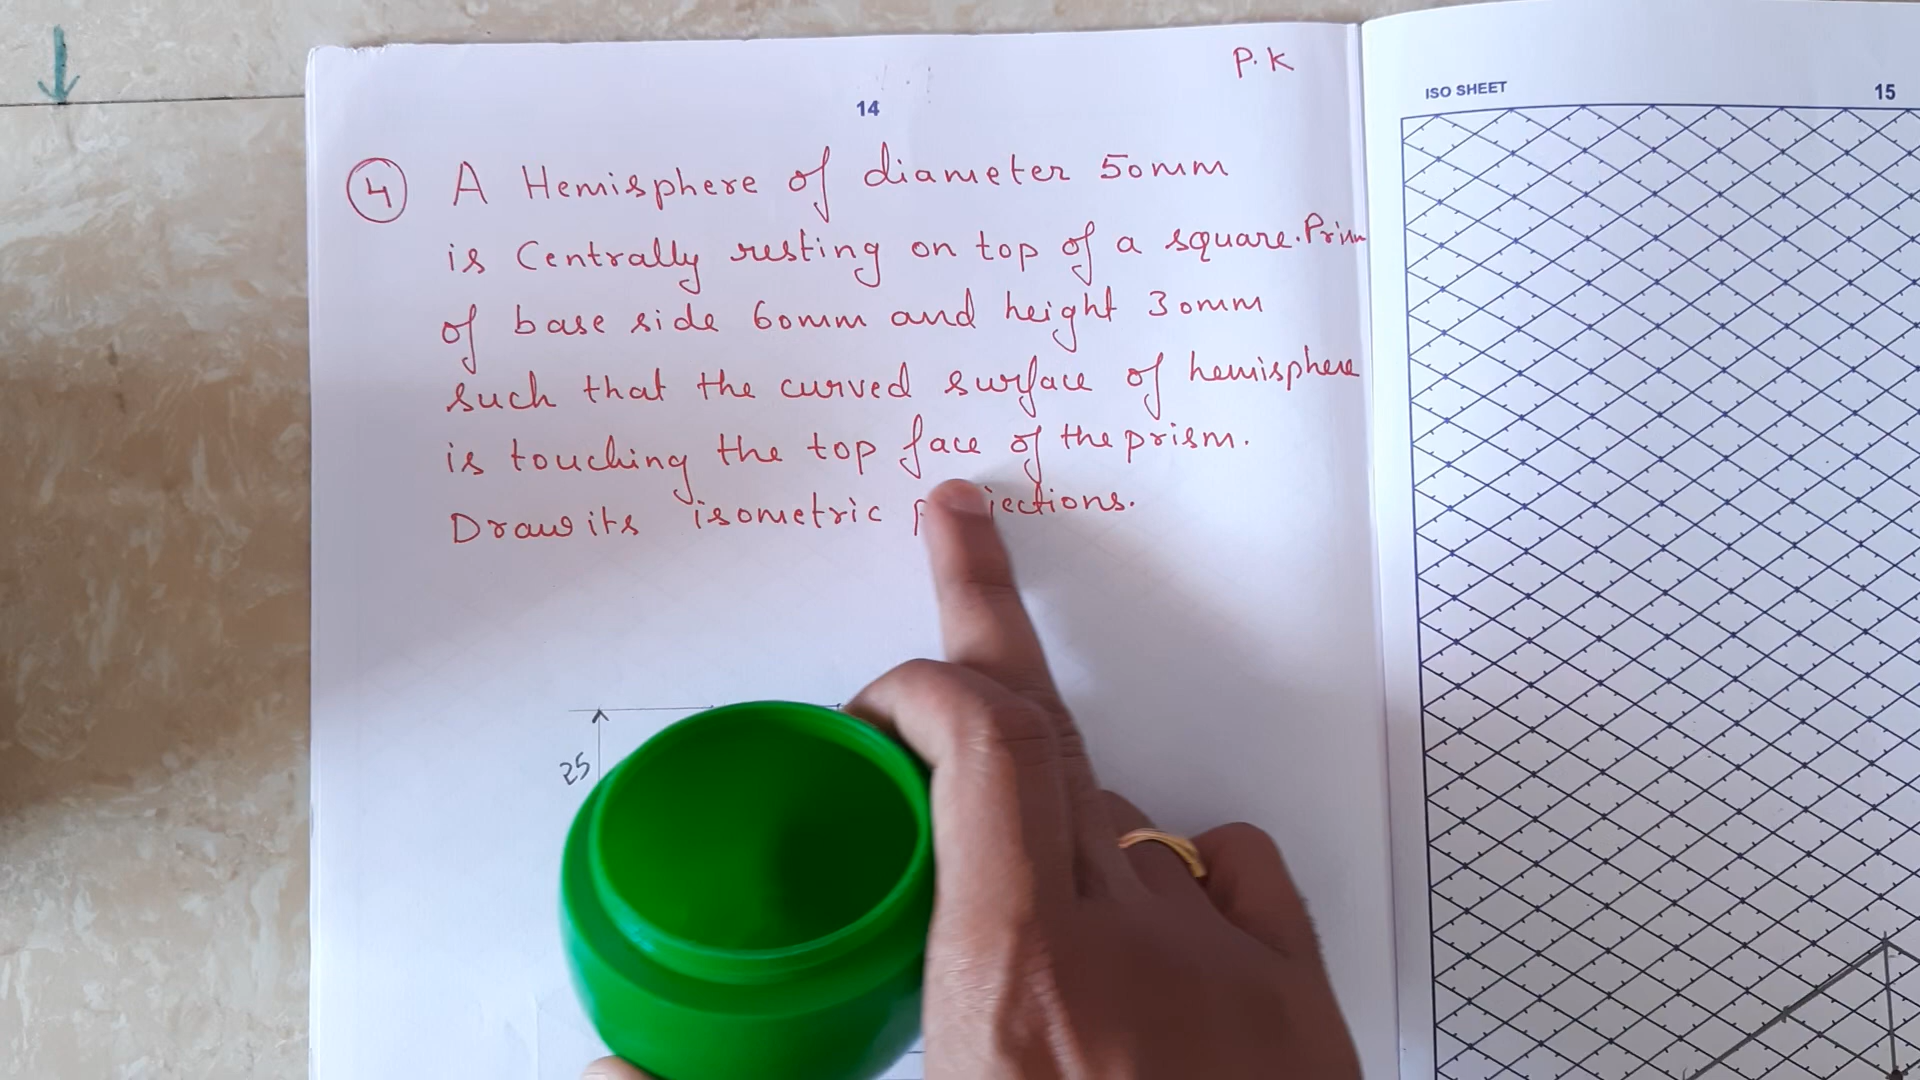 P.K
14
ISO SHEET 15
4 A Hemisphere of diameter 50mm
is Centrally resting on top of a square. Prism
of base side 60mm and height 30mm
such that the curved surface of hemisphere
is touching the top face of the prism.
Draw its isometric
25